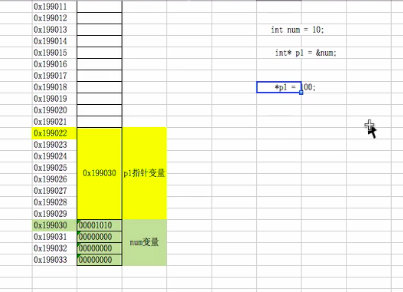 0x199011
0x199012
0x199013 int num = 10;
0x199014
0x199015 int* p1 = &num;
0x199016
0x199017
0x199018 *p1 = 100;
0x199019
0x199020
0x199021
0x199022
0x199023
0x199024
0x199025
0x199026 0x199030 p1指针变量
0x199027
0x199028
0x199029
0x199030 00001010
0x199031 00000000
0x199032 00000000 num变量
0x199033 00000000